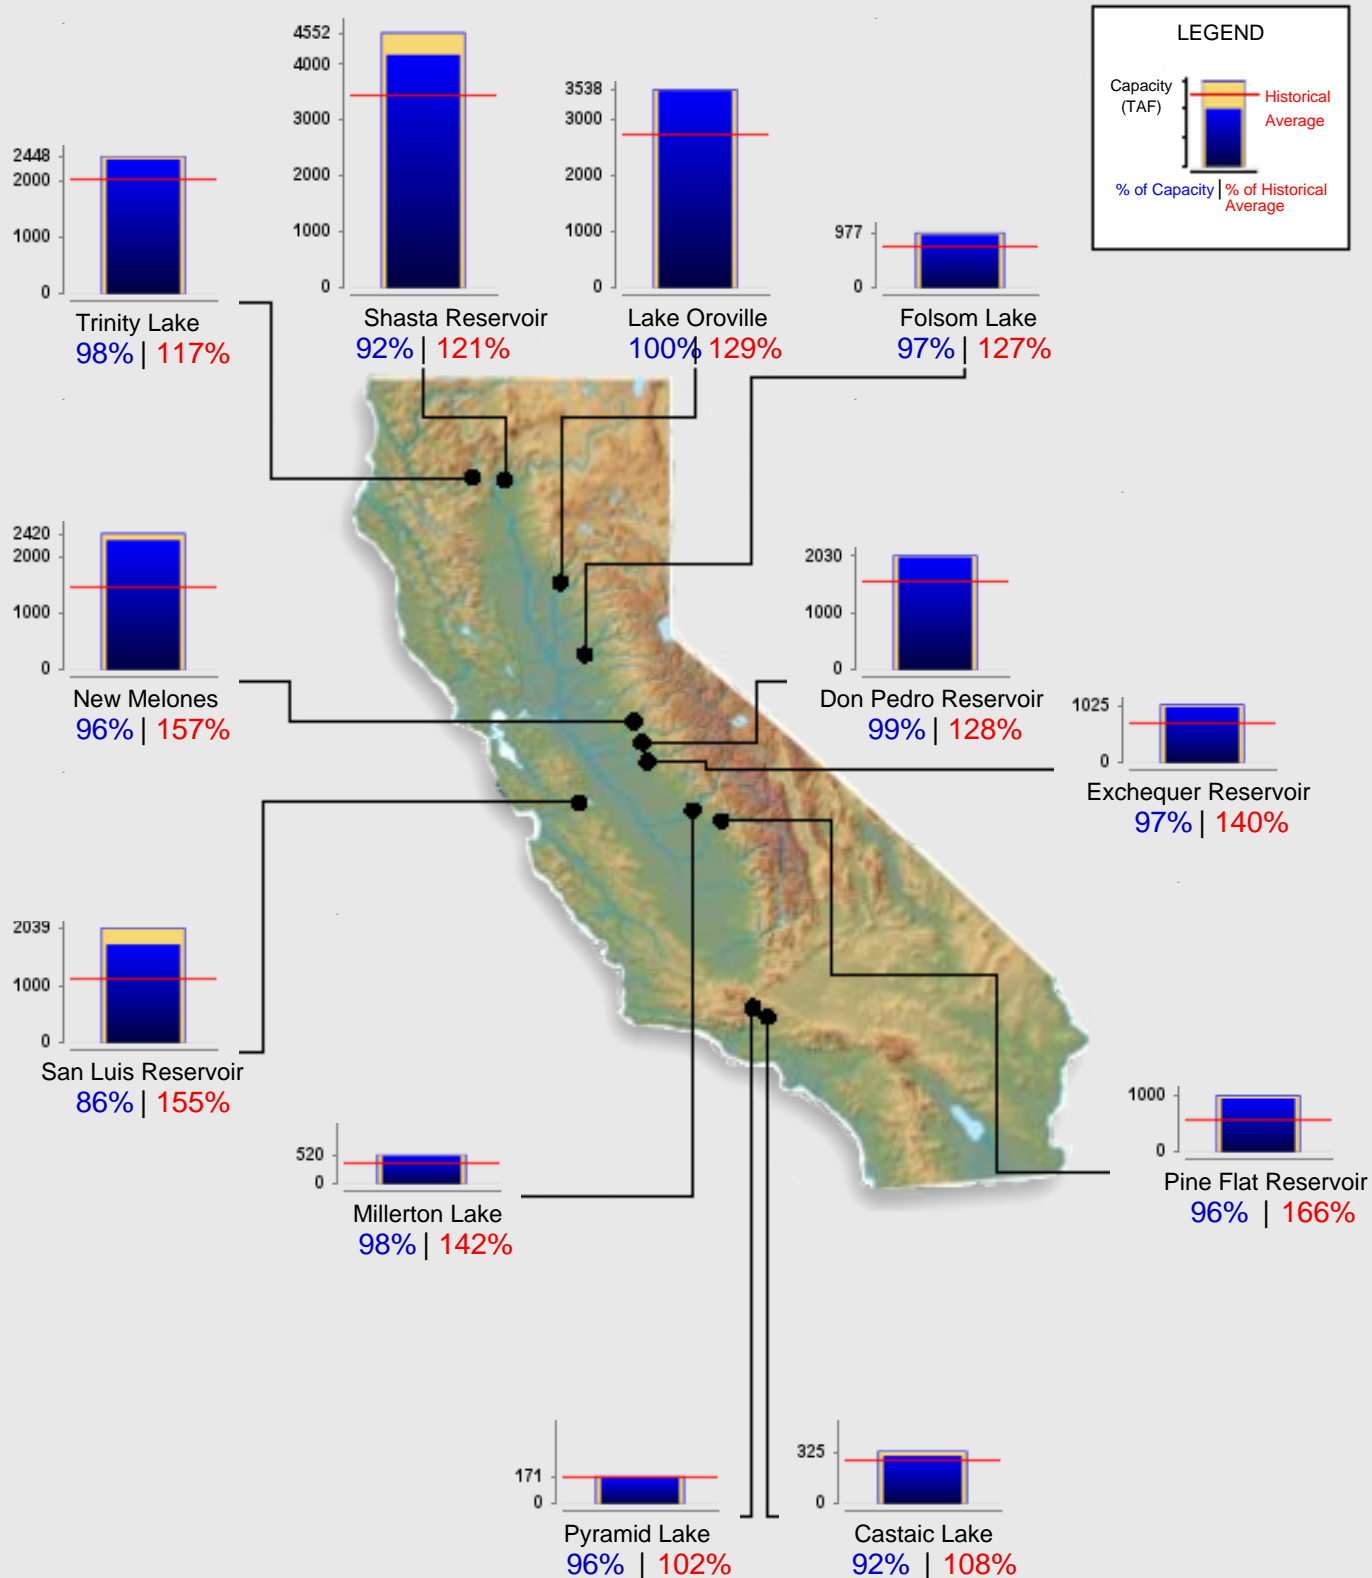 LEGEND
Capacity
(TAF)
Historical
Average
% of Capacity | % of Historical
Average
2448
2000
1000
0
Trinity Lake
98% | 117%
4552
4000
3000
2000
1000
0
Shasta Reservoir
92% | 121%
3538
3000
2000
1000
0
Lake Oroville
100% 129%
977
0
Folsom Lake
97% | 127%
2420
2000
1000
0
New Melones
96% | 157%
2030
1000
0
Don Pedro Reservoir
99% | 128%
1025
0
Exchequer Reservoir
97% | 140%
2039
1000
0
San Luis Reservoir
86% | 155%
520
0
Millerton Lake
98% | 142%
1000
0
Pine Flat Reservoir
96% | 166%
171
0
Pyramid Lake
96% | 102%
325
0
Castaic Lake
92% | 108%